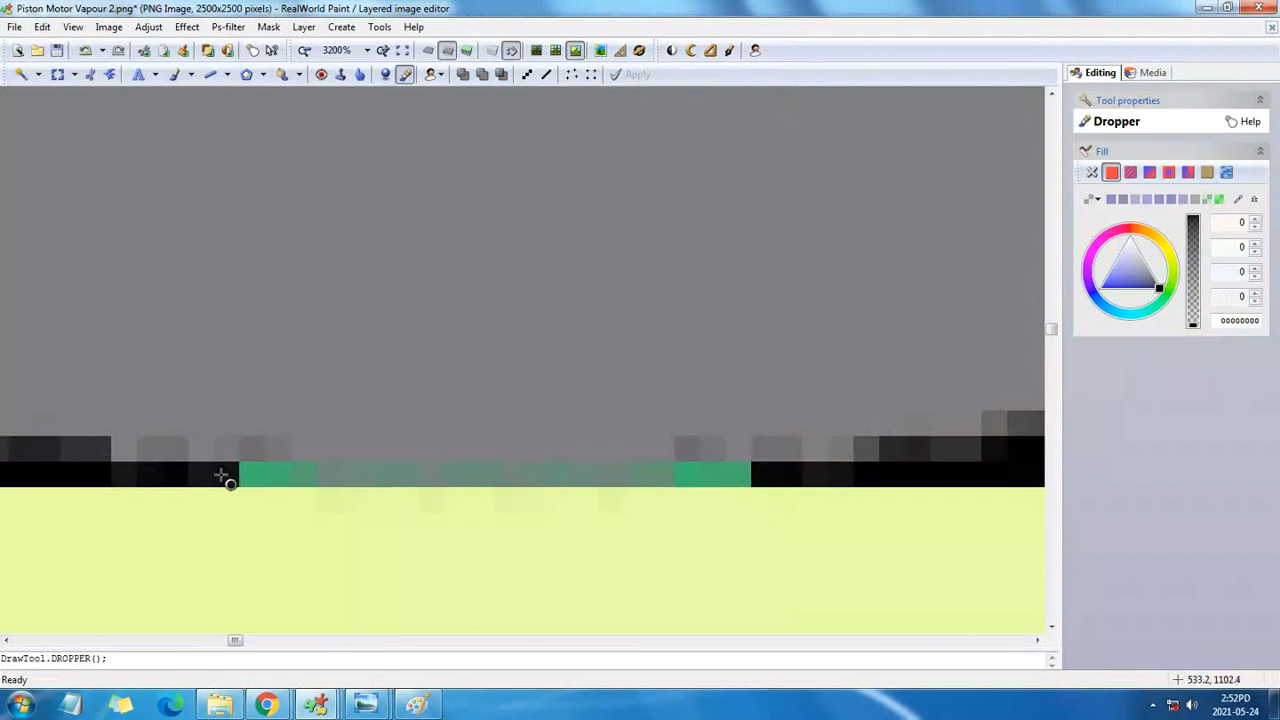 Piston Motor Vapour 2.png* (PNG Image, 2500x2500 pixels) - RealWorld Paint / Layered image editor
File Edit View Image Adjust Effect Ps-filter Mask Layer Create Tools Help
3200%
Apply
Editing Media
Tool properties
Dropper Help
Fill
0
0
0
0
00000000
DrawTool.DROPPER();
Ready 533.2, 1102.4
2:52PD
2021-05-24